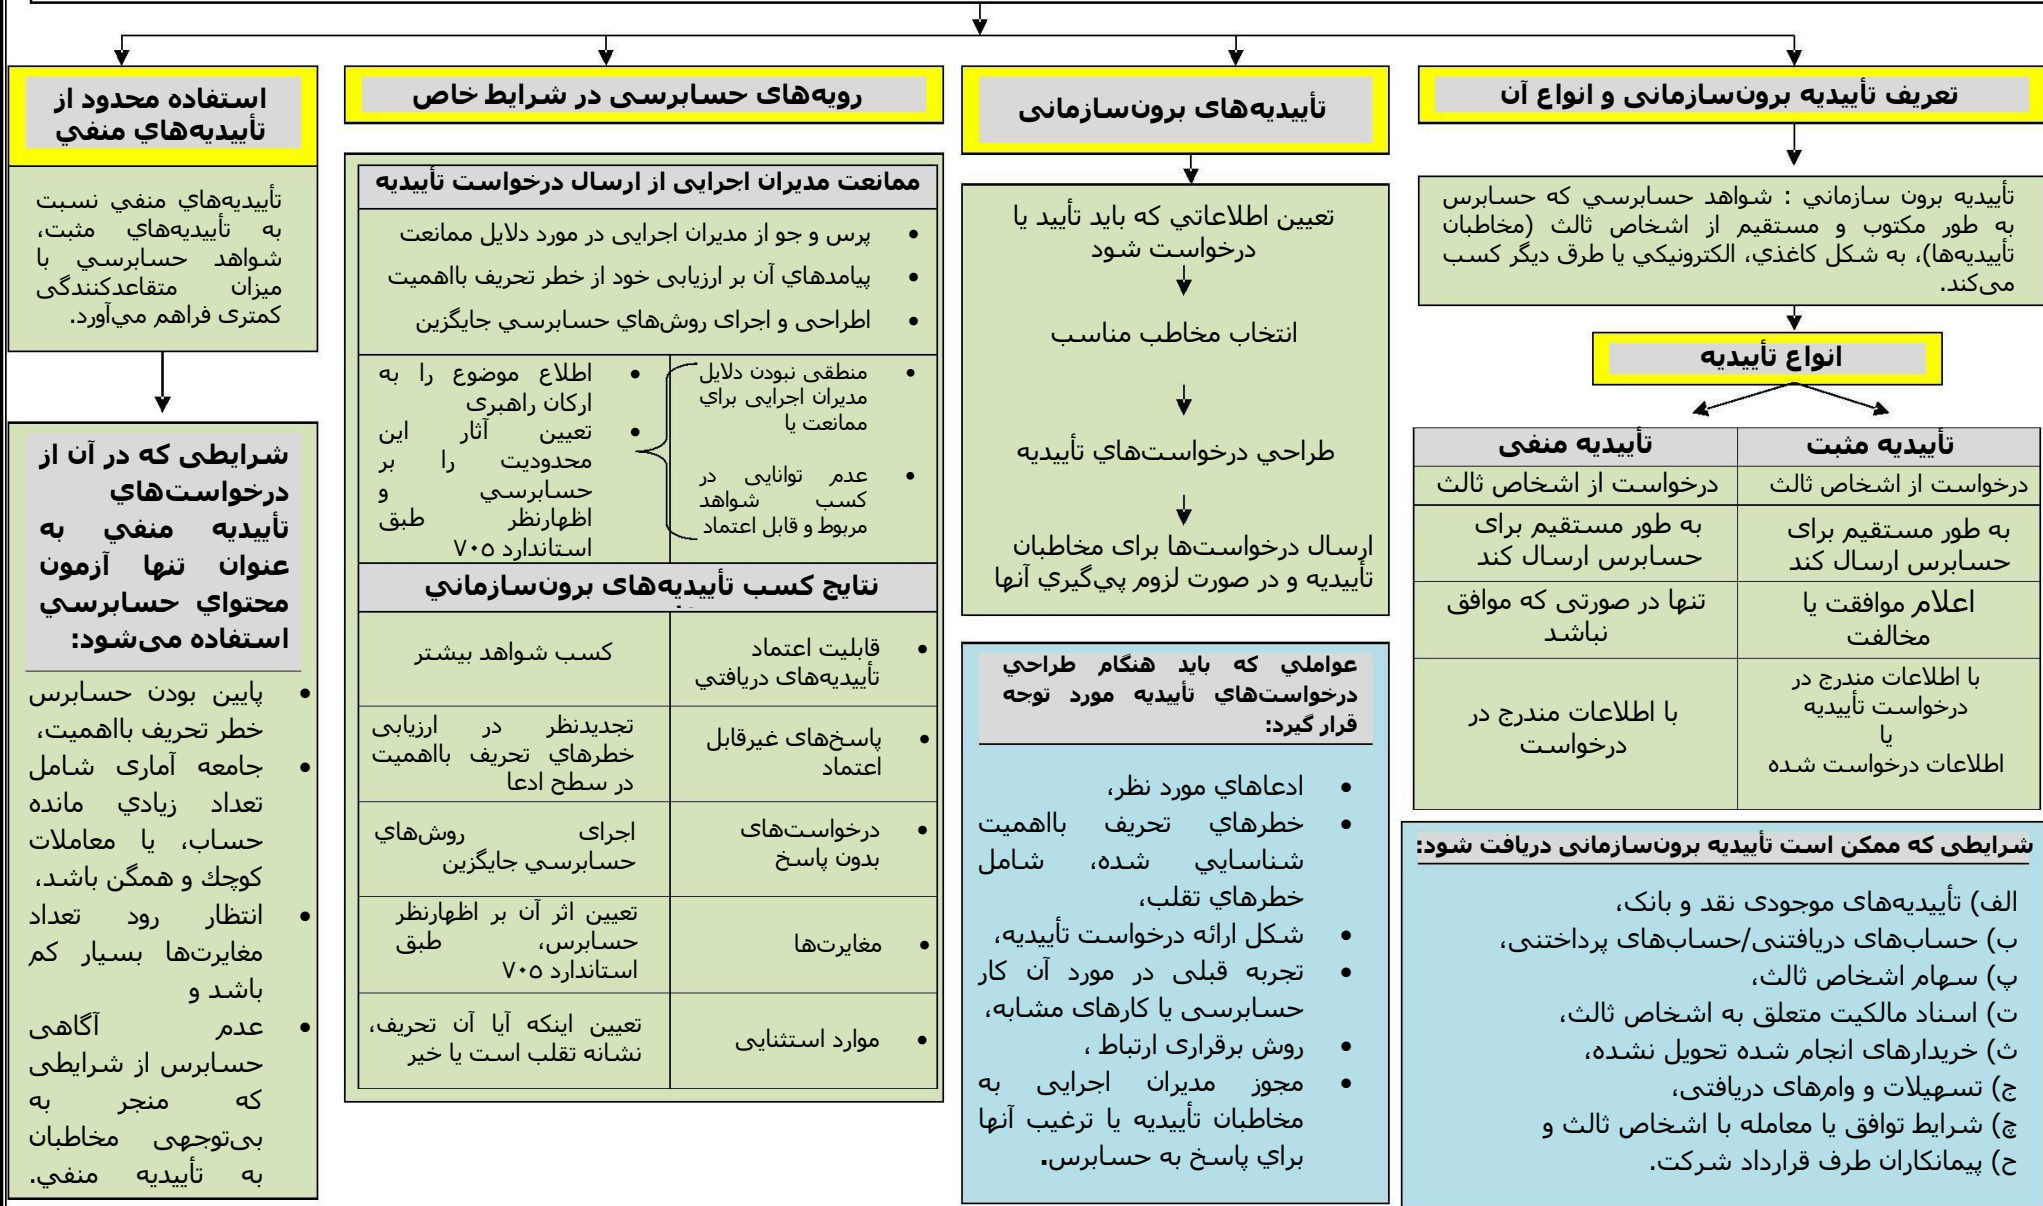 تعریف تأییدیه برون‌سازمانی و انواع آن
تأییدیه برون سازماني : شواهد حسابرسي که حسابرس
به طور مکتوب و مستقیم از اشخاص ثالث (مخاطبان
تأییدیه‌ها)، به شکل کاغذي، الکترونیکي یا طرق دیگر کسب
می‌کند.
انواع تأییدیه
تأییدیه مثبت
تأییدیه منفی
درخواست از اشخاص ثالث
درخواست از اشخاص ثالث
به طور مستقیم برای
حسابرس ارسال کند
به طور مستقیم برای
حسابرس ارسال کند
اعلام موافقت یا
مخالفت
تنها در صورتی که موافق
نباشد
با اطلاعات مندرج در
درخواست تأییدیه
یا
اطلاعات درخواست شده
با اطلاعات مندرج در
درخواست
شرایطی که ممکن است تأییدیه برون‌سازمانی دریافت شود:
الف) تأییدیه‌های موجودی نقد و بانک،
ب) حساب‌های دریافتنی/حساب‌های پرداختنی،
پ) سهام اشخاص ثالث،
ت) اسناد مالکیت متعلق به اشخاص ثالث،
ث) خریدارهای انجام شده تحویل نشده،
ج) تسهیلات و وام‌های دریافتی،
چ) شرایط توافق یا معامله با اشخاص ثالث و
ح) پیمانکاران طرف قرارداد شرکت.
تأییدیه‌های برون‌سازمانی
تعیین اطلاعاتي که باید تأیید یا
درخواست شود
انتخاب مخاطب مناسب
طراحي درخواست‌هاي تأییدیه
ارسال درخواست‌ها برای مخاطبان
تأییدیه و در صورت لزوم پي‌گیري آنها
عواملي که باید هنگام طراحي
درخواست‌هاي تأییدیه مورد توجه
قرار گیرد:
• ادعاهاي مورد نظر،
• خطرهاي تحریف بااهمیت
شناسایي شده، شامل
خطرهاي تقلب،
• شکل ارائه درخواست تأییدیه،
• تجربه قبلی در مورد آن کار
حسابرسی یا کارهای مشابه،
• روش برقراری ارتباط ،
• مجوز مدیران اجرایی به
مخاطبان تأییدیه یا ترغیب آنها
براي پاسخ به حسابرس.
رویه‌های حسابرسی در شرایط خاص
ممانعت مدیران اجرایی از ارسال درخواست تأییدیه
• پرس و جو از مدیران اجرایی در مورد دلایل ممانعت
• پیامدهاي آن بر ارزیابی خود از خطر تحریف بااهمیت
• اطراحی و اجرای روش‌هاي حسابرسي جایگزین
• منطقی نبودن دلایل
مدیران اجرایی براي
ممانعت یا
• عدم توانایی در
کسب شواهد
مربوط و قابل اعتماد
• اطلاع موضوع را به
ارکان راهبری
• تعیین آثار این
محدودیت را بر
حسابرسي و
اظهارنظر طبق
استاندارد ۷۰۵
نتایج کسب تأییدیه‌های برون‌سازماني
• قابلیت اعتماد
تأییدیه‌های دریافتي
کسب شواهد بیشتر
• پاسخ‌های غیرقابل
اعتماد
تجدیدنظر در ارزیابی
خطرهاي تحریف بااهمیت
در سطح ادعا
• درخواست‌های
بدون پاسخ
اجرای روش‌هاي
حسابرسي جایگزین
• مغایرت‌ها
تعیین اثر آن بر اظهارنظر
حسابرس، طبق
استاندارد ۷۰۵
• موارد استثنایی
تعیین اینکه آیا آن تحریف،
نشانه تقلب است یا خیر
استفاده محدود از
تأییدیه‌هاي منفي
تأییدیه‌هاي منفي نسبت
به تأییدیه‌هاي مثبت،
شواهد حسابرسي با
میزان متقاعدکنندگی
کمتری فراهم مي‌آورد.
شرایطی که در آن از
درخواست‌هاي
تأییدیه منفي به
عنوان تنها آزمون
محتواي حسابرسي
استفاده می‌شود:
• پایین بودن حسابرس
خطر تحریف بااهمیت،
• جامعه آماری شامل
تعداد زیادي مانده
حساب، یا معاملات
کوچك و همگن باشد،
• انتظار رود تعداد
مغایرت‌ها بسیار کم
باشد و
• عدم آگاهی
حسابرس از شرایطی
که منجر به
بی‌توجهی مخاطبان
به تأییدیه منفي.